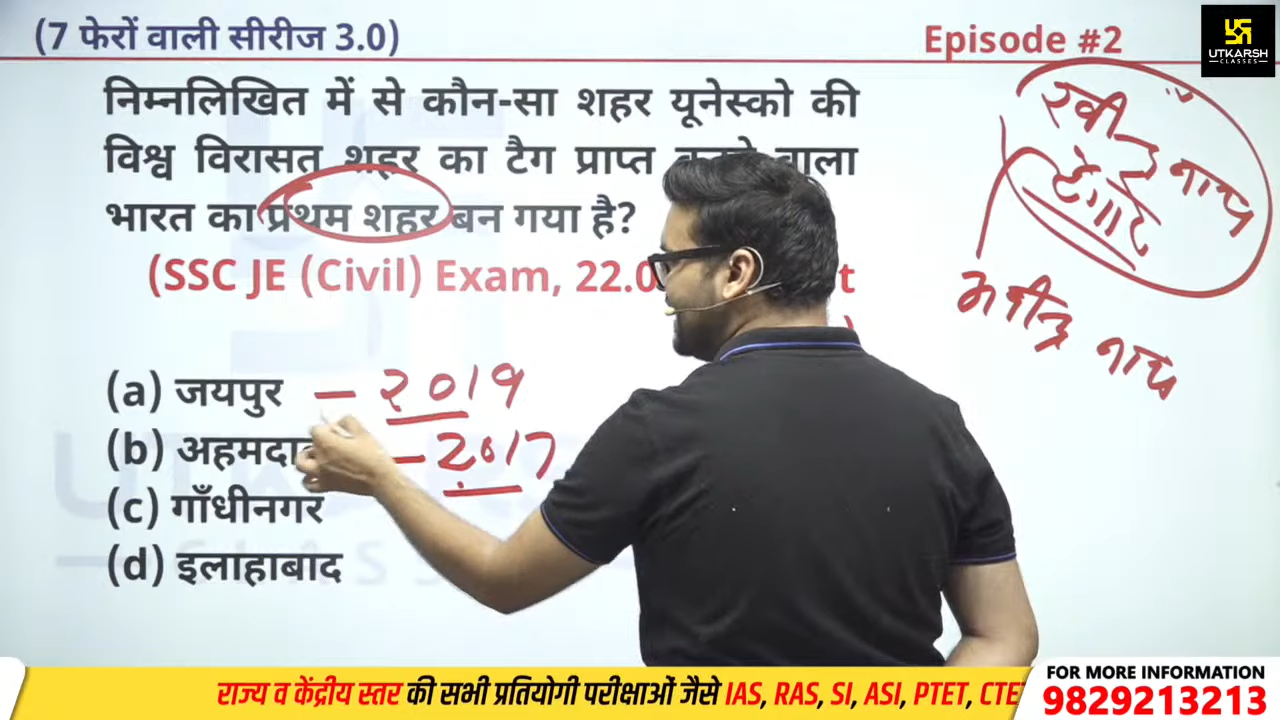 (7 फेरों वाली सीरीज 3.0)
Episode #2
UTKARSH
CLASSES
निम्नलिखित में से कौन-सा शहर यूनेस्को की
विश्व विरासत शहर का टैग प्राप्त वाला
भारत का प्रथम शहर बन गया है?
(SSC JE (Civil) Exam, 22.0
(a) जयपुर - 2019
(b) - 2017
(c) गाँधीनगर
(d) इलाहाबाद
रवी
नाथ
टैगोर
नाथ
राज्य व केंद्रीय स्तर की सभी प्रतियोगी परीक्षाओं जैसे IAS, RAS, SI, ASI, PTET, CTE
FOR MORE INFORMATION
9829213213